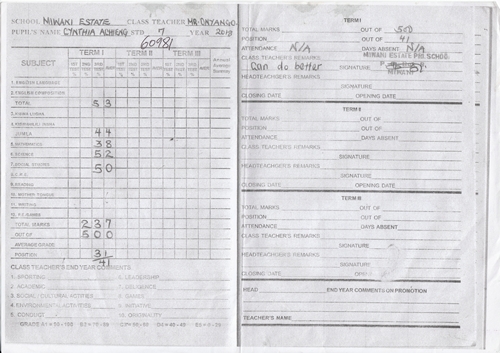 SCHOOL MIWANI ESTATE CLASS TEACHER MR. ONYANGO
PUPIL'S NAME CYNTHIA ACHIENG STD 7 YEAR 2013
60981
TERM I TERM II TERM III
SUBJECT
1. ENGLISH LANGUAGE
2. ENGLISH COMPOSITION
TOTAL 53
JUMLA 44
5. MATHEMATICS 38
6. SCIENCE 52
7. SOCIAL STUDIES 50
8. C.R.E.
11. WRITING
TOTAL MARKS 237
OUT OF 500
AVERAGE GRADE
POSITION 31
41
CLASS TEACHER'S END YEAR COMMENTS
1. SPORTING 6. LEADERSHIP
2. ACADEMIC 7. DILIGENCE
3. SOCIAL / CULTURAL ACTIVITIES 8. GAMES
4. ENVIRONMENTAL ACTIVITIES 9. INITIATIVE
5. CONDUCT 10. ORIGINALITY
TERM I
TOTAL MARKS OUT OF 500
POSITION OUT OF 41
ATTENDANCE N/A DAYS ABSENT N/A
CLASS TEACHER'S REMARKS MIWANI ESTATE PRI. SCHOOL
Can do better SIGNATURE
HEADTEACHER'S REMARKS
SIGNATURE
CLOSING DATE OPENING DATE
TERM II
TOTAL MARKS OUT OF
POSITION OUT OF
ATTENDANCE DAYS ABSENT
CLASS TEACHER'S REMARKS
SIGNATURE
HEADTEACHER'S REMARKS
SIGNATURE
CLOSING DATE OPENING DATE
TERM III
TOTAL MARKS OUT OF
POSITION OUT OF
ATTENDANCE DAYS ABSENT
CLASS TEACHER'S REMARKS
SIGNATURE
HEADTEACHER'S REMARKS
SIGNATURE
CLOSING DATE OPENING DATE
READ END YEAR COMMENTS ON PROMOTION
TEACHER'S NAME